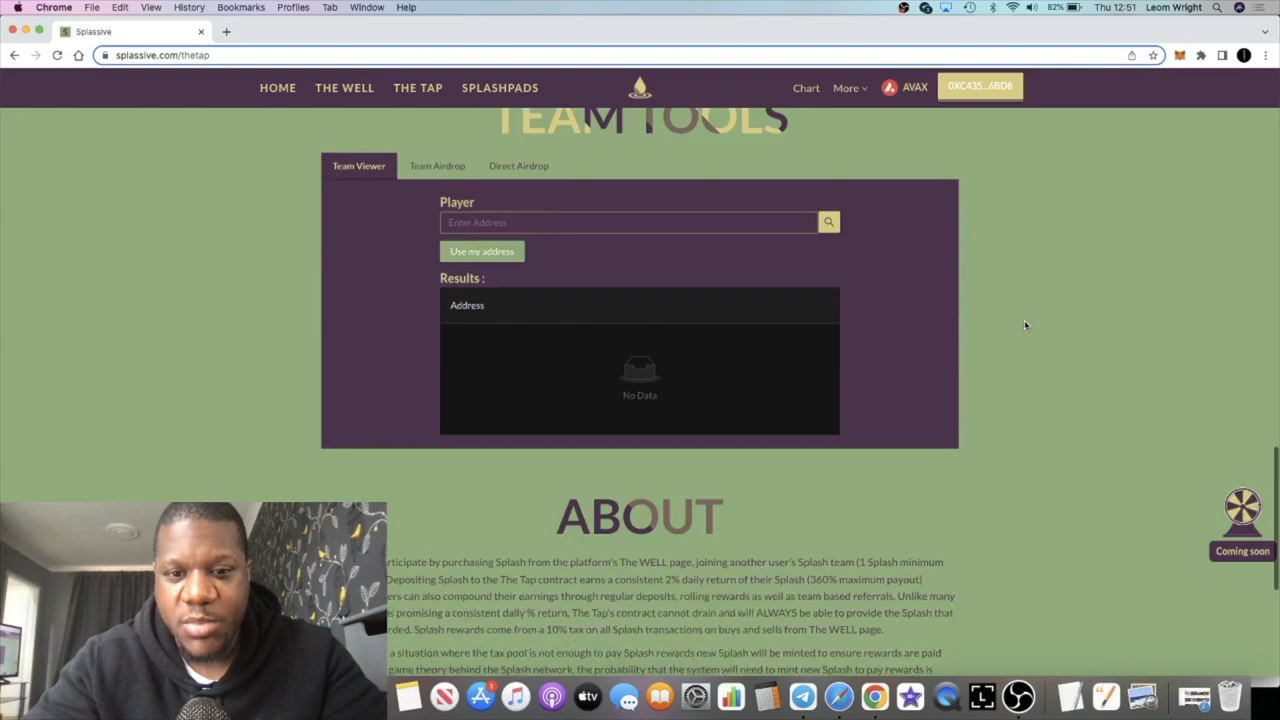 Chrome File Edit View History Bookmarks Profiles Tab Window Help 82% Thu 12:51 Leom Wright
Splassive
splassive.com/thetap
HOME THE WELL THE TAP SPLASHPADS Chart More AVAX 0XC435...6BD8
TEAM TOOLS
Team Viewer Team Airdrop Direct Airdrop
Player
Enter Address
Use my address
Results :
Address
No Data
Coming soon
ABOUT
participate by purchasing Splash from the platform's The WELL page, joining another user's Splash team (1 Splash minimum
Depositing Splash to the The Tap contract earns a consistent 2% daily return of their Splash (360% maximum payout)
can also compound their earnings through regular deposits, rolling rewards as well as team based referrals. Unlike many
promising a consistent daily % return, The Tap's contract cannot drain and will ALWAYS be able to provide the Splash that
Splash rewards come from a 10% tax on all Splash transactions on buys and sells from The WELL page.
a situation where the tax pool is not enough to pay Splash rewards new Splash will be minted to ensure rewards are paid
game theory behind the Splash network, the probability that the system will need to mint new Splash to pay rewards is